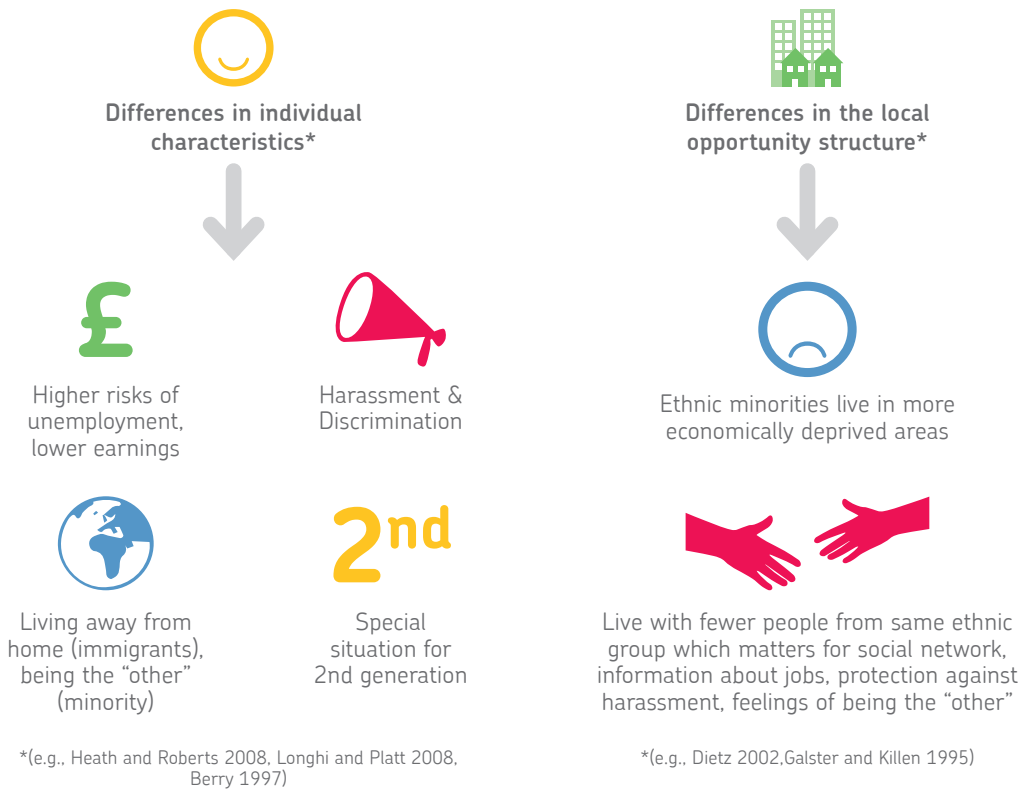 Differences in individual
characteristics*
£
Higher risks of
unemployment,
lower earnings
Harassment &
Discrimination
Living away from
home (immigrants),
being the “other”
(minority)
2nd
Special
situation for
2nd generation
*(e.g., Heath and Roberts 2008, Longhi and Platt 2008,
Berry 1997)
Differences in the local
opportunity structure*
Ethnic minorities live in more
economically deprived areas
Live with fewer people from same ethnic
group which matters for social network,
information about jobs, protection against
harassment, feelings of being the “other”
*(e.g., Dietz 2002,Galster and Killen 1995)